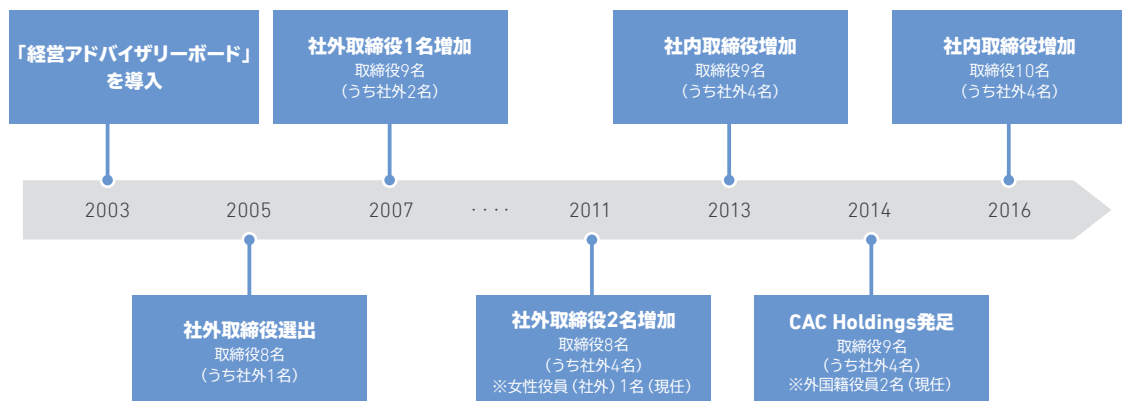 「経営アドバイザリーボード」
を導入
社外取締役1名増加
取締役9名
（うち社外2名）
社内取締役増加
取締役9名
（うち社外4名）
社内取締役増加
取締役10名
（うち社外4名）
2003
2005
2007
････
2011
2013
2014
2016
社外取締役選出
取締役8名
（うち社外1名）
社外取締役2名増加
取締役8名
（うち社外4名）
※女性役員（社外）1名（現任）
CAC Holdings発足
取締役9名
（うち社外4名）
※外国籍役員2名（現任）